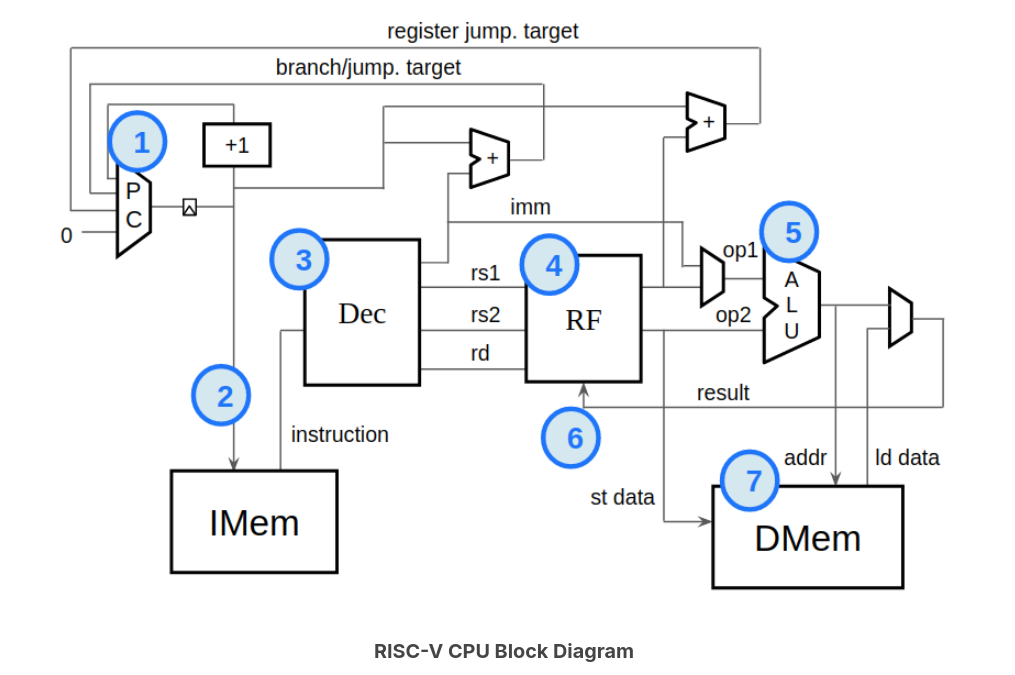 register jump. target
branch/jump. target
1
+1
+
+
P
C
0
imm
3
Dec
rs1
rs2
rd
4
RF
op1
op2
5
A
L
U
2
instruction
6
result
IMem
st data
7
addr
ld data
DMem
RISC-V CPU Block Diagram